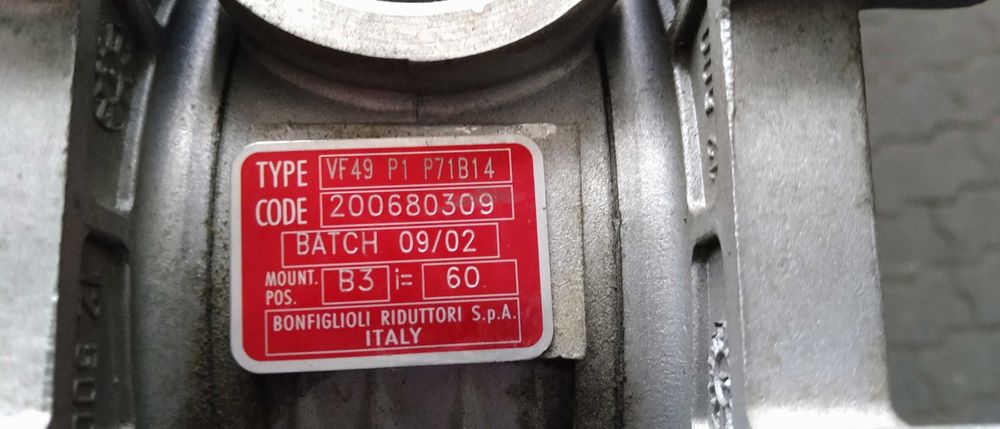 TYPE VF49 P1 P71B14
CODE 200680309
BATCH 09/02
MOUNT. POS. B3 i= 60
BONFIGLIOLI RIDUTTORI S.p.A.
ITALY